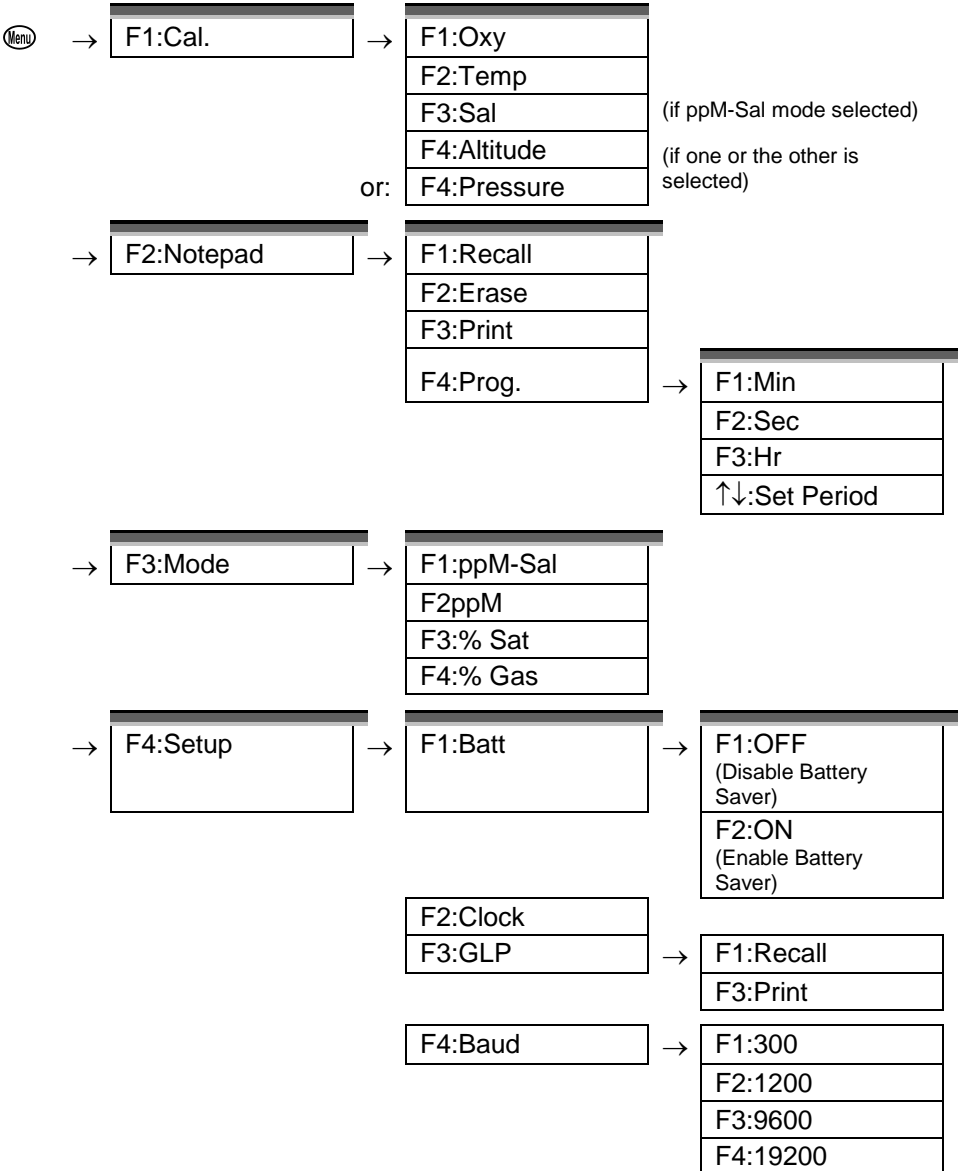 Menu → F1:Cal. → F1:Oxy
F2:Temp
F3:Sal (if ppM-Sal mode selected)
F4:Altitude (if one or the other is
selected)
or: F4:Pressure
→ F2:Notepad → F1:Recall
F2:Erase
F3:Print
F4:Prog. → F1:Min
F2:Sec
F3:Hr
↑↓:Set Period
→ F3:Mode → F1:ppM-Sal
F2ppM
F3:% Sat
F4:% Gas
→ F4:Setup → F1:Batt → F1:OFF
(Disable Battery
Saver)
F2:ON
(Enable Battery
Saver)
F2:Clock
F3:GLP → F1:Recall
F3:Print
F4:Baud → F1:300
F2:1200
F3:9600
F4:19200